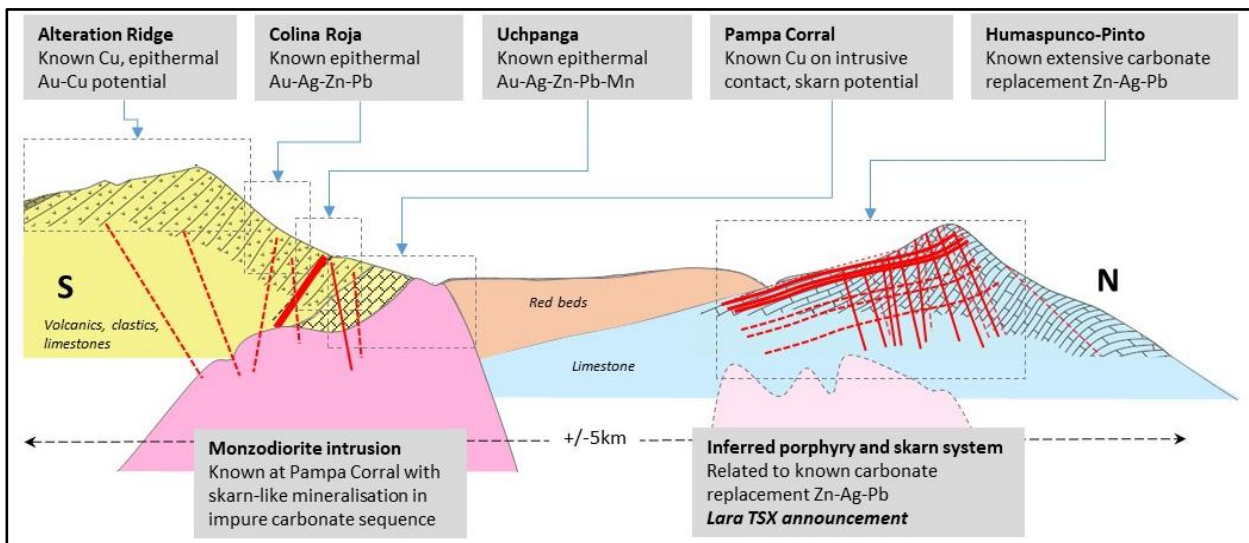 Alteration Ridge
Known Cu, epithermal
Au-Cu potential
Colina Roja
Known epithermal
Au-Ag-Zn-Pb
Uchpanga
Known epithermal
Au-Ag-Zn-Pb-Mn
Pampa Corral
Known Cu on intrusive
contact, skarn potential
Humaspunco-Pinto
Known extensive carbonate
replacement Zn-Ag-Pb
S
N
Volcanics, clastics,
limestones
Red beds
Limestone
+/-5km
Monzodiorite intrusion
Known at Pampa Corral with
skarn-like mineralisation in
impure carbonate sequence
Inferred porphyry and skarn system
Related to known carbonate
replacement Zn-Ag-Pb
Lara TSX announcement